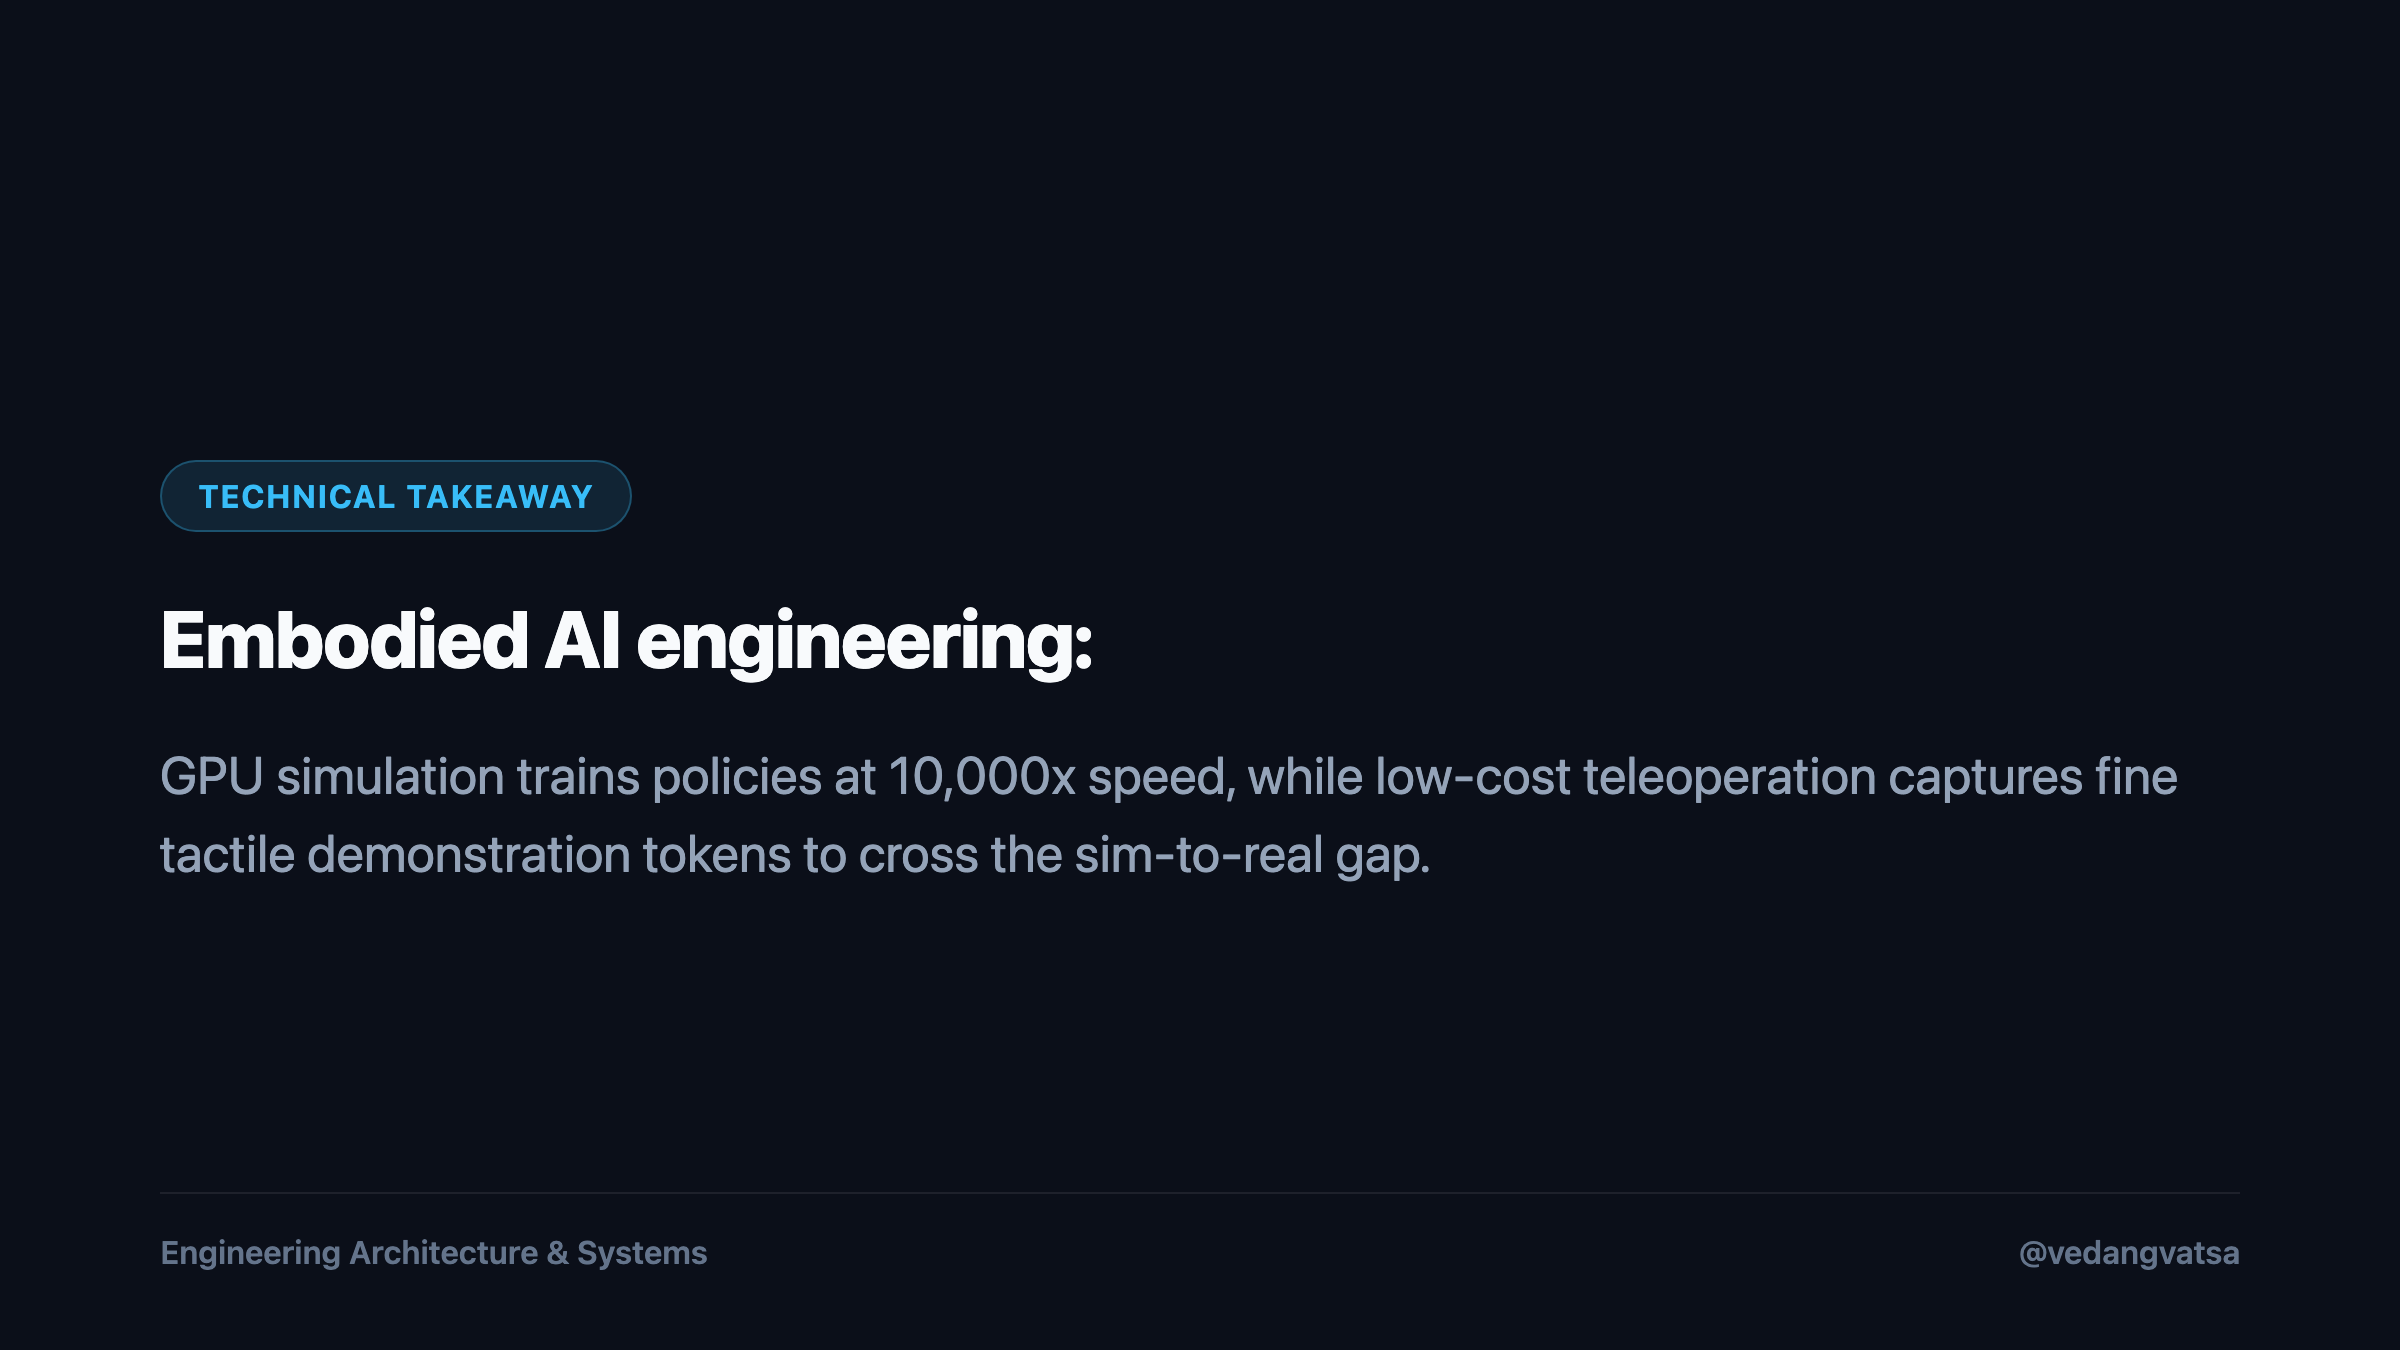 TECHNICAL TAKEAWAY
Embodied AI engineering:
GPU simulation trains policies at 10,000x speed, while low-cost teleoperation captures fine
tactile demonstration tokens to cross the sim-to-real gap.
Engineering Architecture & Systems
@vedangvatsa